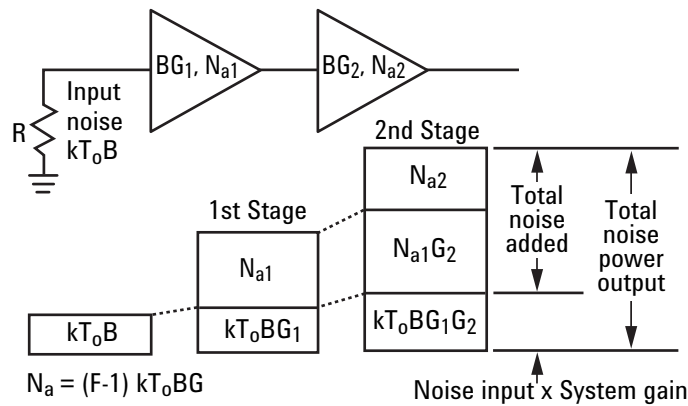 BG₁, Nₐ₁
BG₂, Nₐ₂
Input
noise
kTₒB
R
2nd Stage
1st Stage
Nₐ₂
Nₐ₁
Nₐ₁G₂
kTₒB
kTₒBG₁
kTₒBG₁G₂
Total
noise
added
Total
noise
power
output
Nₐ = (F-1) kTₒBG
Noise input x System gain